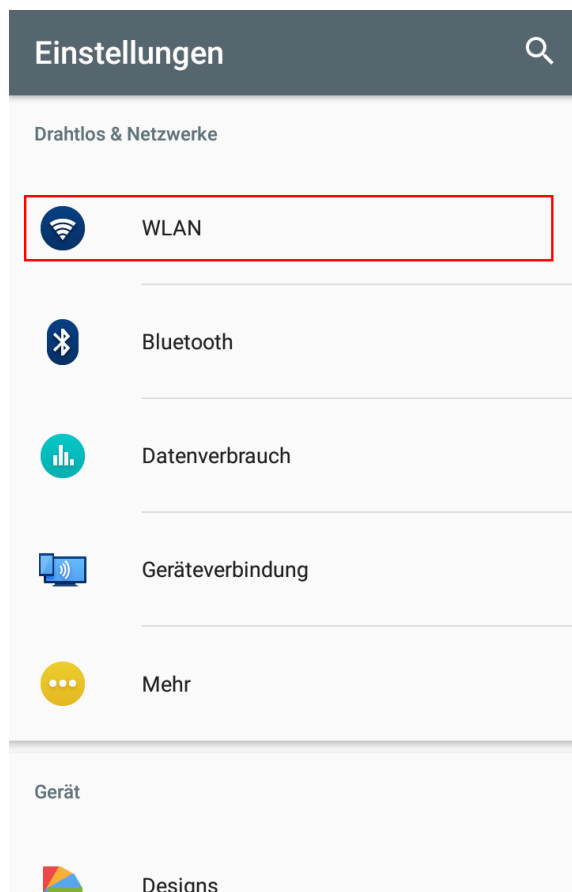 Einstellungen
Drahtlos & Netzwerke
WLAN
Bluetooth
Datenverbrauch
Geräteverbindung
Mehr
Gerät
Designs